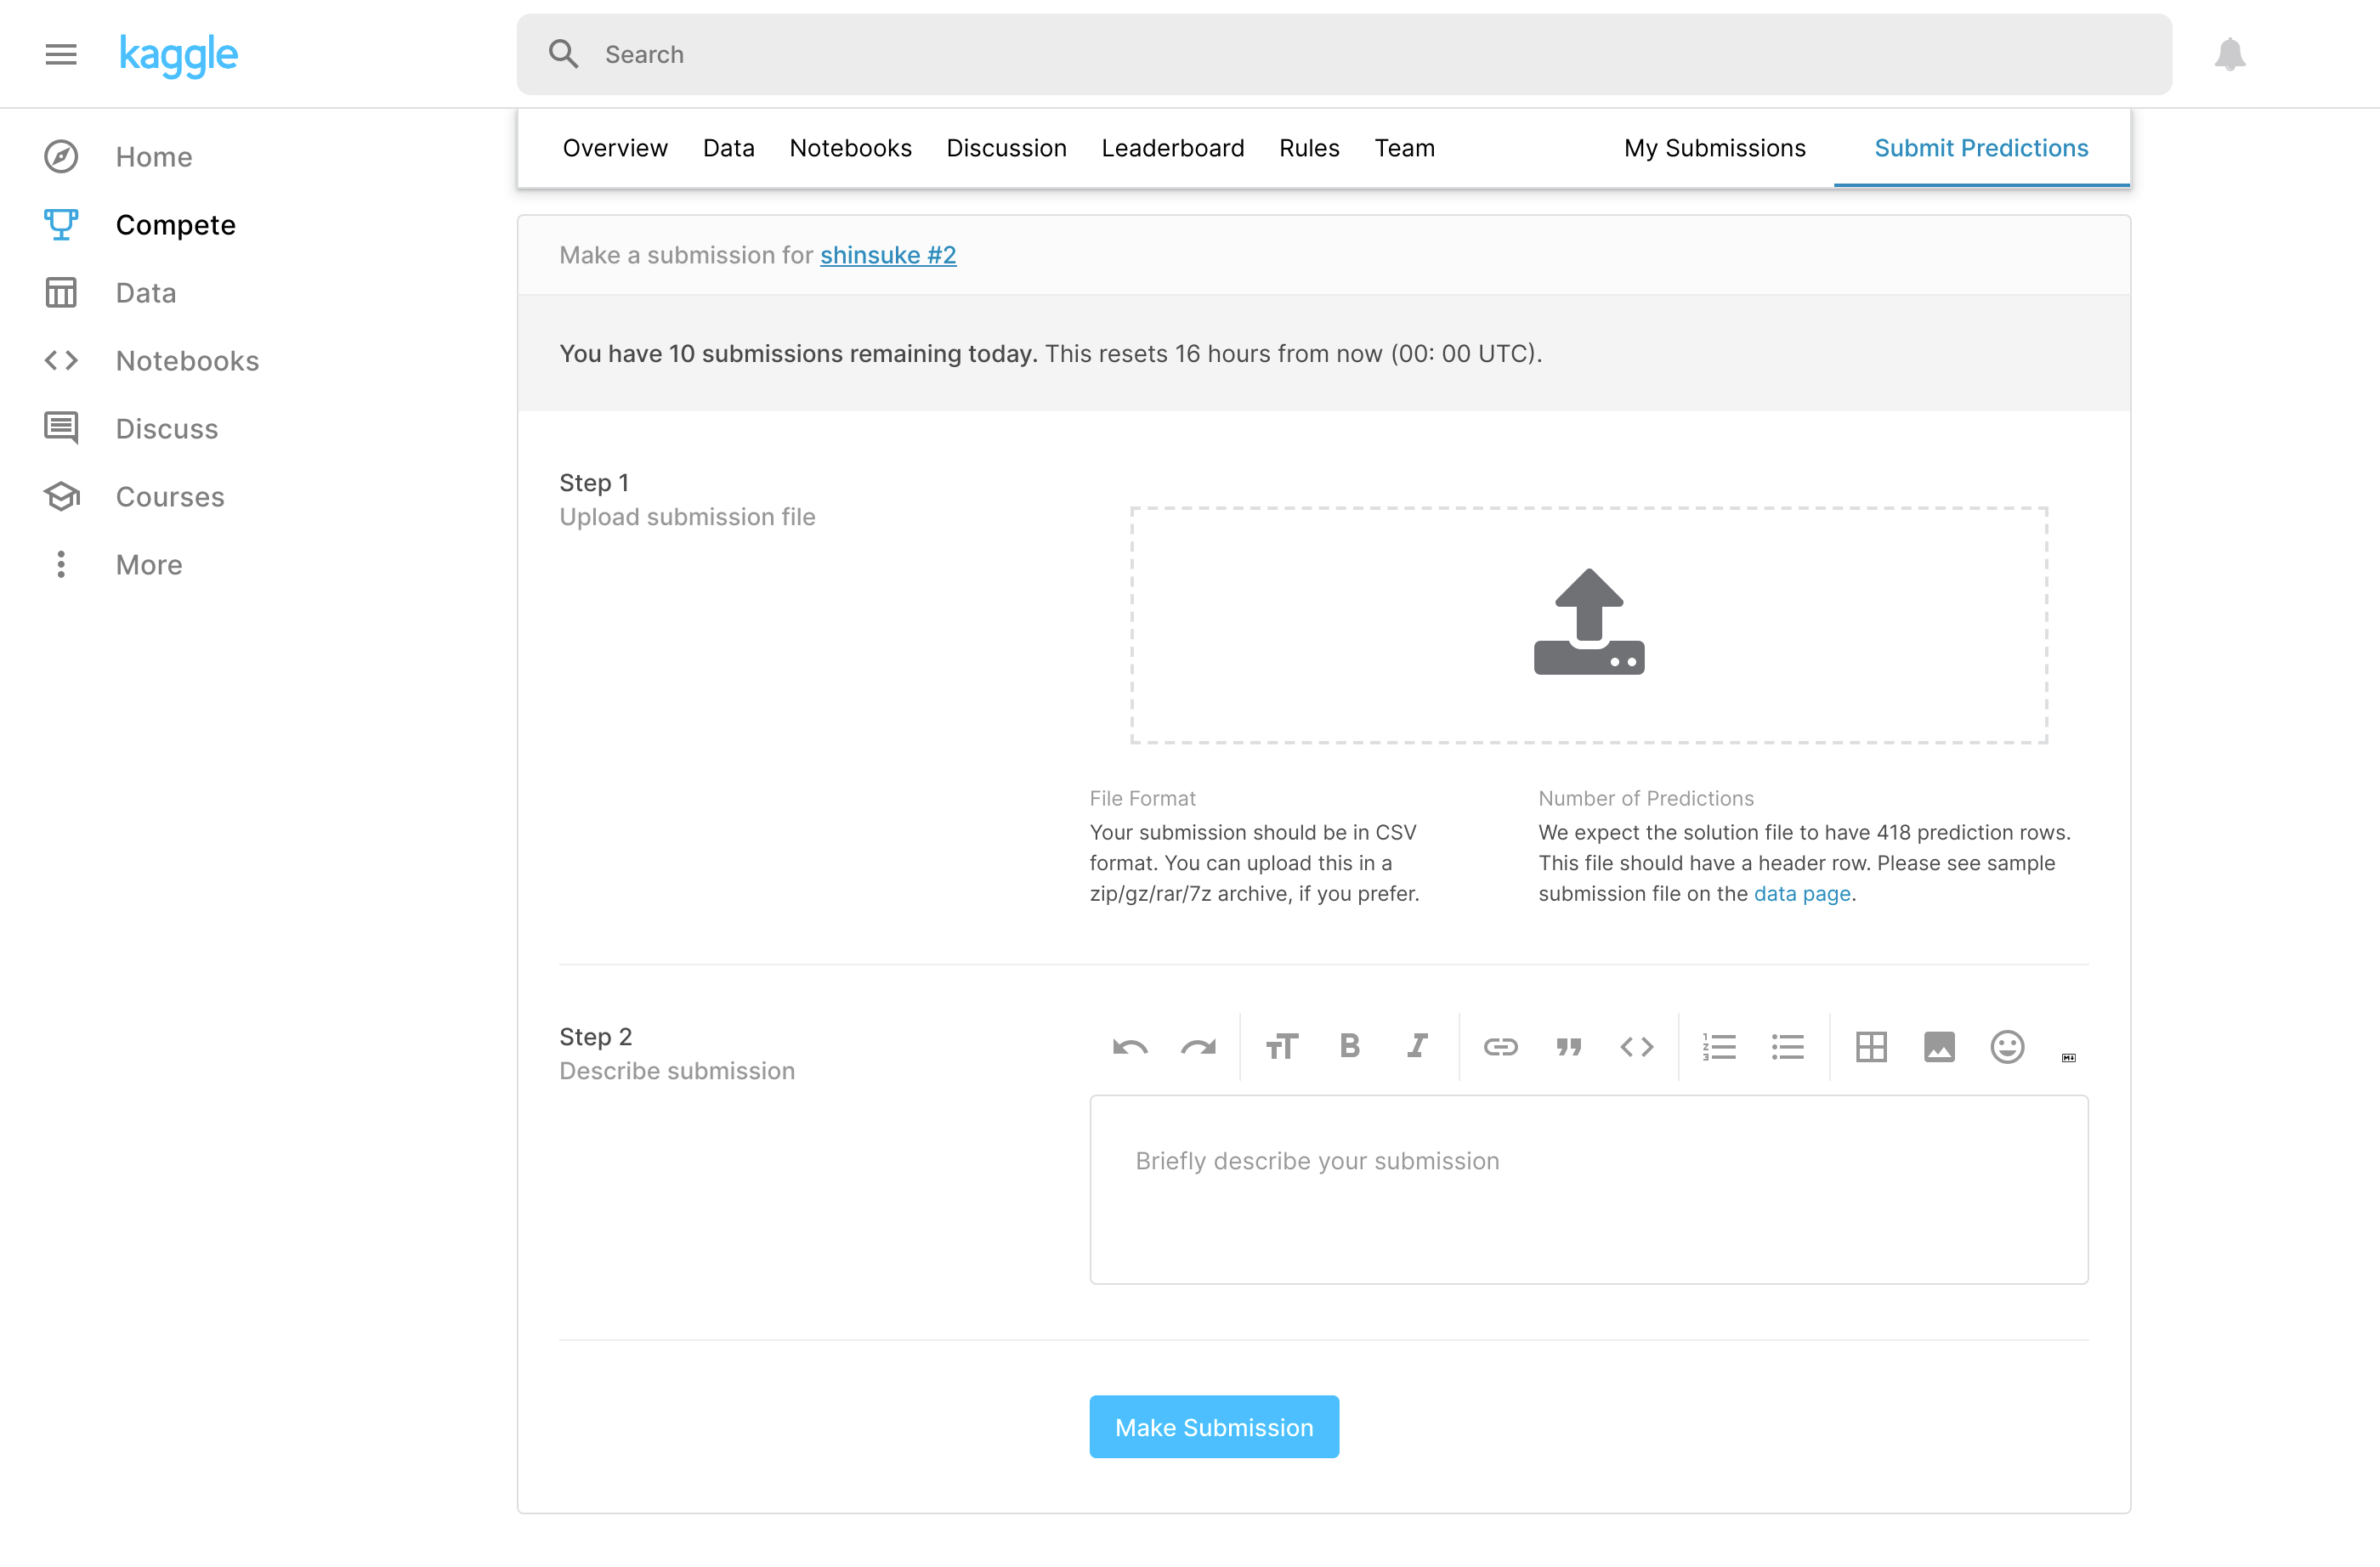 kaggle
Search
Home
Compete
Data
Notebooks
Discuss
Courses
More
Overview Data Notebooks Discussion Leaderboard Rules Team My Submissions Submit Predictions
Make a submission for shinsuke #2
You have 10 submissions remaining today. This resets 16 hours from now (00: 00 UTC).
Step 1
Upload submission file
File Format
Your submission should be in CSV
format. You can upload this in a
zip/gz/rar/7z archive, if you prefer.
Number of Predictions
We expect the solution file to have 418 prediction rows.
This file should have a header row. Please see sample
submission file on the data page.
Step 2
Describe submission
Briefly describe your submission
Make Submission